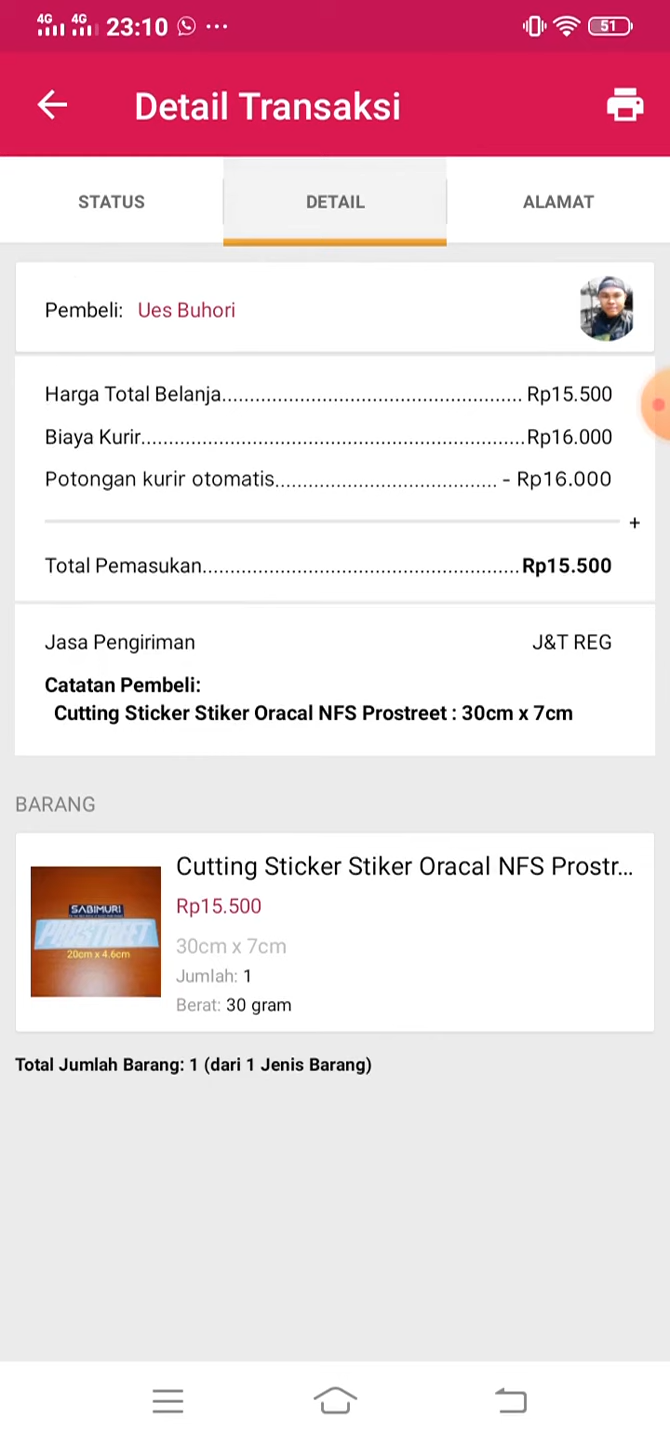 4G 4G 23:10 51
Detail Transaksi
STATUS DETAIL ALAMAT
Pembeli: Ues Buhori
Harga Total Belanja...................................................... Rp15.500
Biaya Kurir.....................................................................Rp16.000
Potongan kurir otomatis........................................ - Rp16.000
+
Total Pemasukan.........................................................Rp15.500
Jasa Pengiriman J&T REG
Catatan Pembeli:
Cutting Sticker Stiker Oracal NFS Prostreet : 30cm x 7cm
BARANG
Cutting Sticker Stiker Oracal NFS Prostr...
SABIMURI
PROSTREET
20cm x 4.6cm
Rp15.500
30cm x 7cm
Jumlah: 1
Berat: 30 gram
Total Jumlah Barang: 1 (dari 1 Jenis Barang)